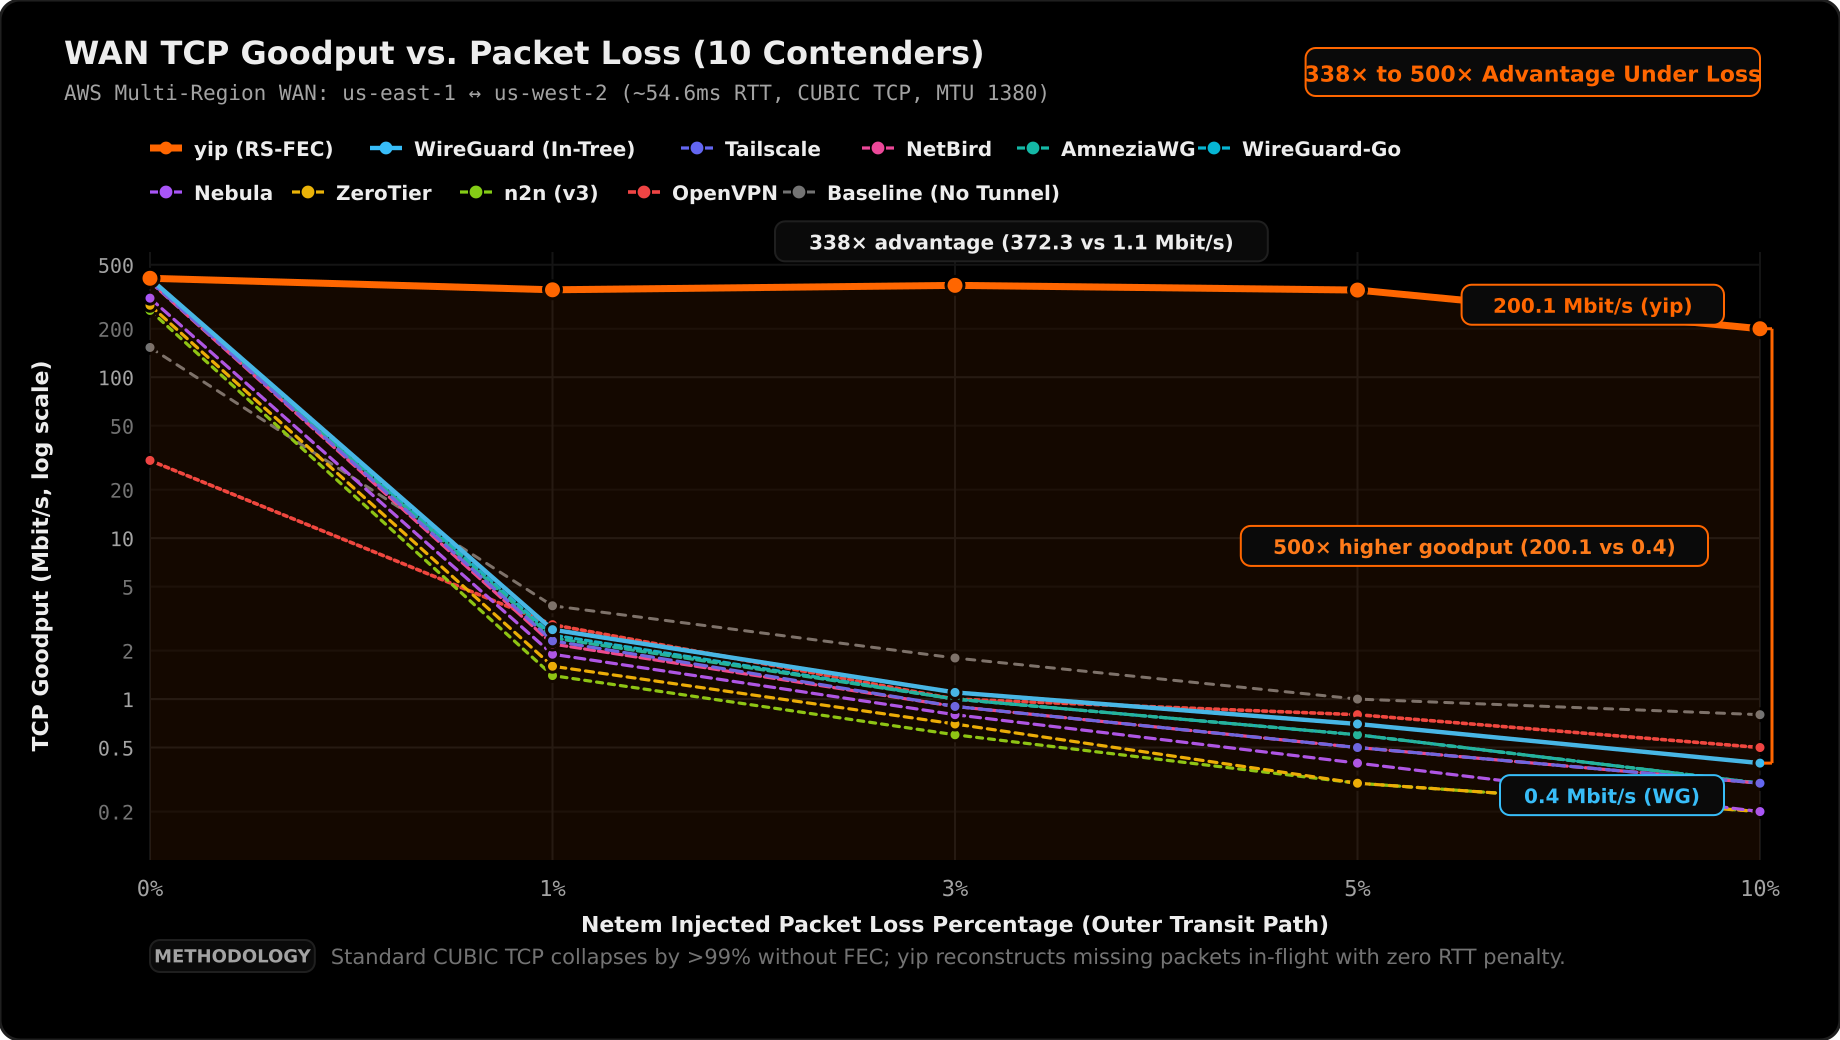 WAN TCP Goodput vs. Packet Loss (10 Contenders)
AWS Multi-Region WAN: us-east-1 ↔ us-west-2 (~54.6ms RTT, CUBIC TCP, MTU 1380)
338× to 500× Advantage Under Loss
yip (RS-FEC) WireGuard (In-Tree) Tailscale NetBird AmneziaWG WireGuard-Go
Nebula ZeroTier n2n (v3) OpenVPN Baseline (No Tunnel)
338× advantage (372.3 vs 1.1 Mbit/s)
TCP Goodput (Mbit/s, log scale)
500
200
100
50
20
10
5
2
1
0.5
0.2
200.1 Mbit/s (yip)
500× higher goodput (200.1 vs 0.4)
0.4 Mbit/s (WG)
0% 1% 3% 5% 10%
Netem Injected Packet Loss Percentage (Outer Transit Path)
METHODOLOGY Standard CUBIC TCP collapses by >99% without FEC; yip reconstructs missing packets in-flight with zero RTT penalty.